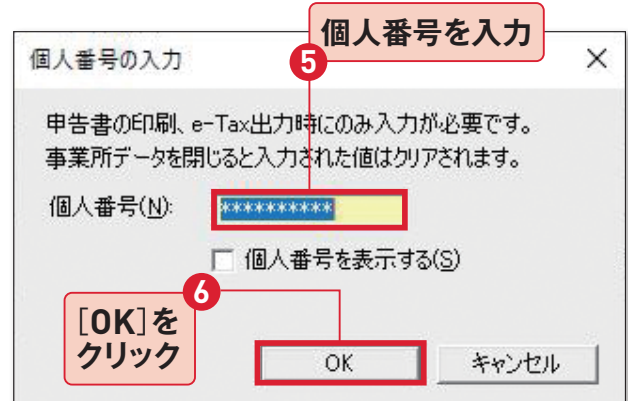 個人番号を入力
個人番号の入力
5
申告書の印刷、e-Tax出力時にのみ入力が必要です。
事業所データを閉じると入力された値はクリアされます。
個人番号(N):
**********
個人番号を表示する(S)
6
[OK]を
クリック
OK
キャンセル